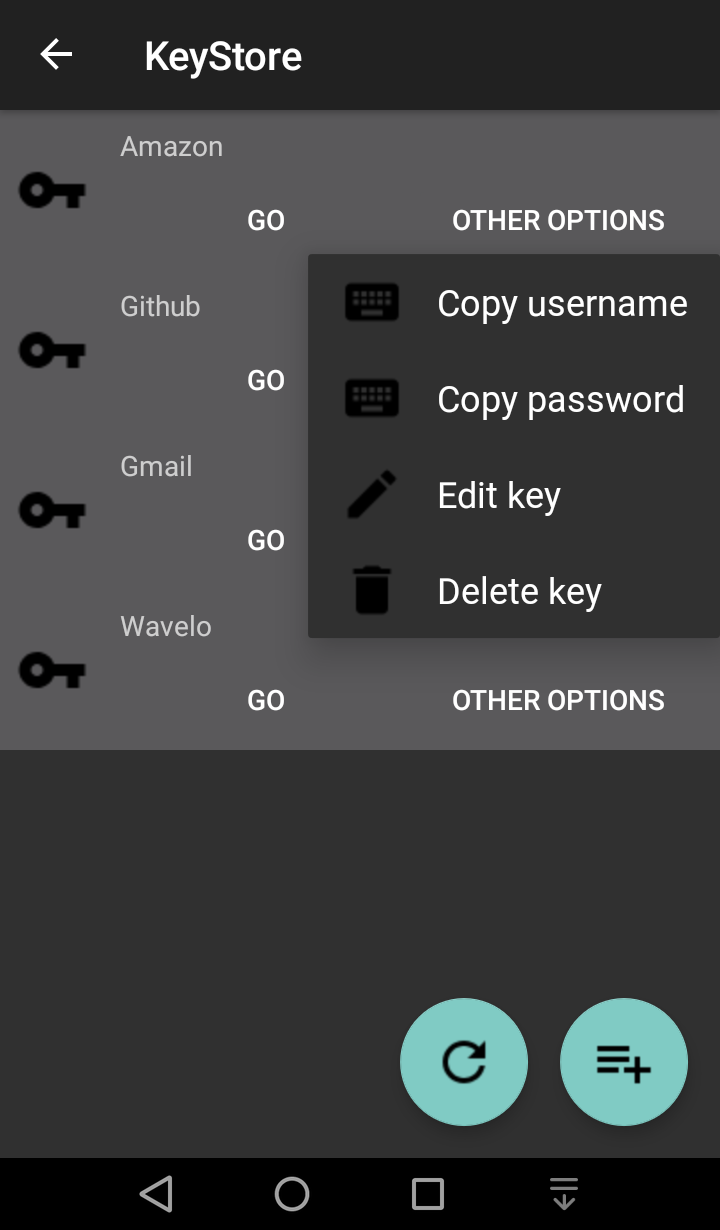 KeyStore
Amazon
GO OTHER OPTIONS
Github
GO
Gmail
GO
Wavelo
GO OTHER OPTIONS
Copy username
Copy password
Edit key
Delete key